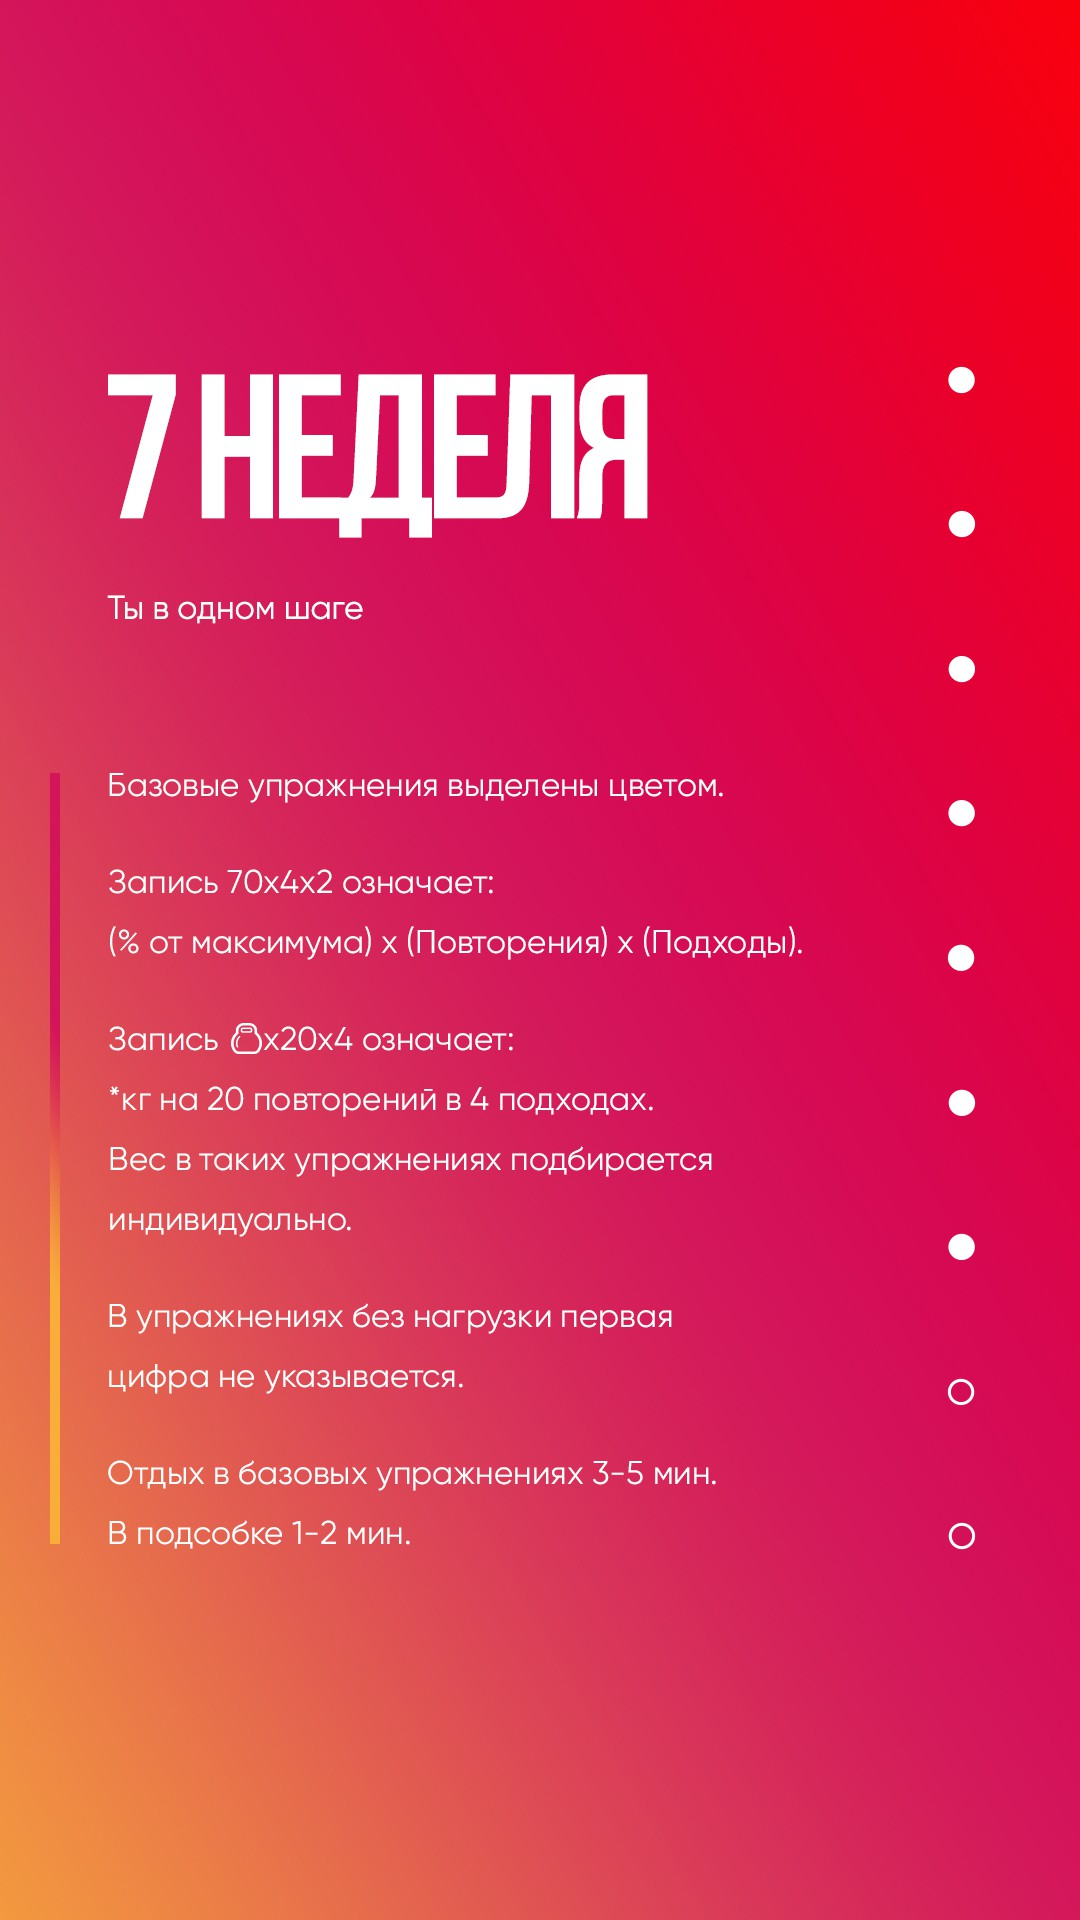 7 НЕДЕЛЯ
Ты в одном шаге
Базовые упражнения выделены цветом.
Запись 70х4х2 означает:
(% от максимума) х (Повторения) х (Подходы).
Запись х20х4 означает:
*кг на 20 повторений в 4 подходах.
Вес в таких упражнениях подбирается
индивидуально.
В упражнениях без нагрузки первая
цифра не указывается.
Отдых в базовых упражнениях 3-5 мин.
В подсобке 1-2 мин.